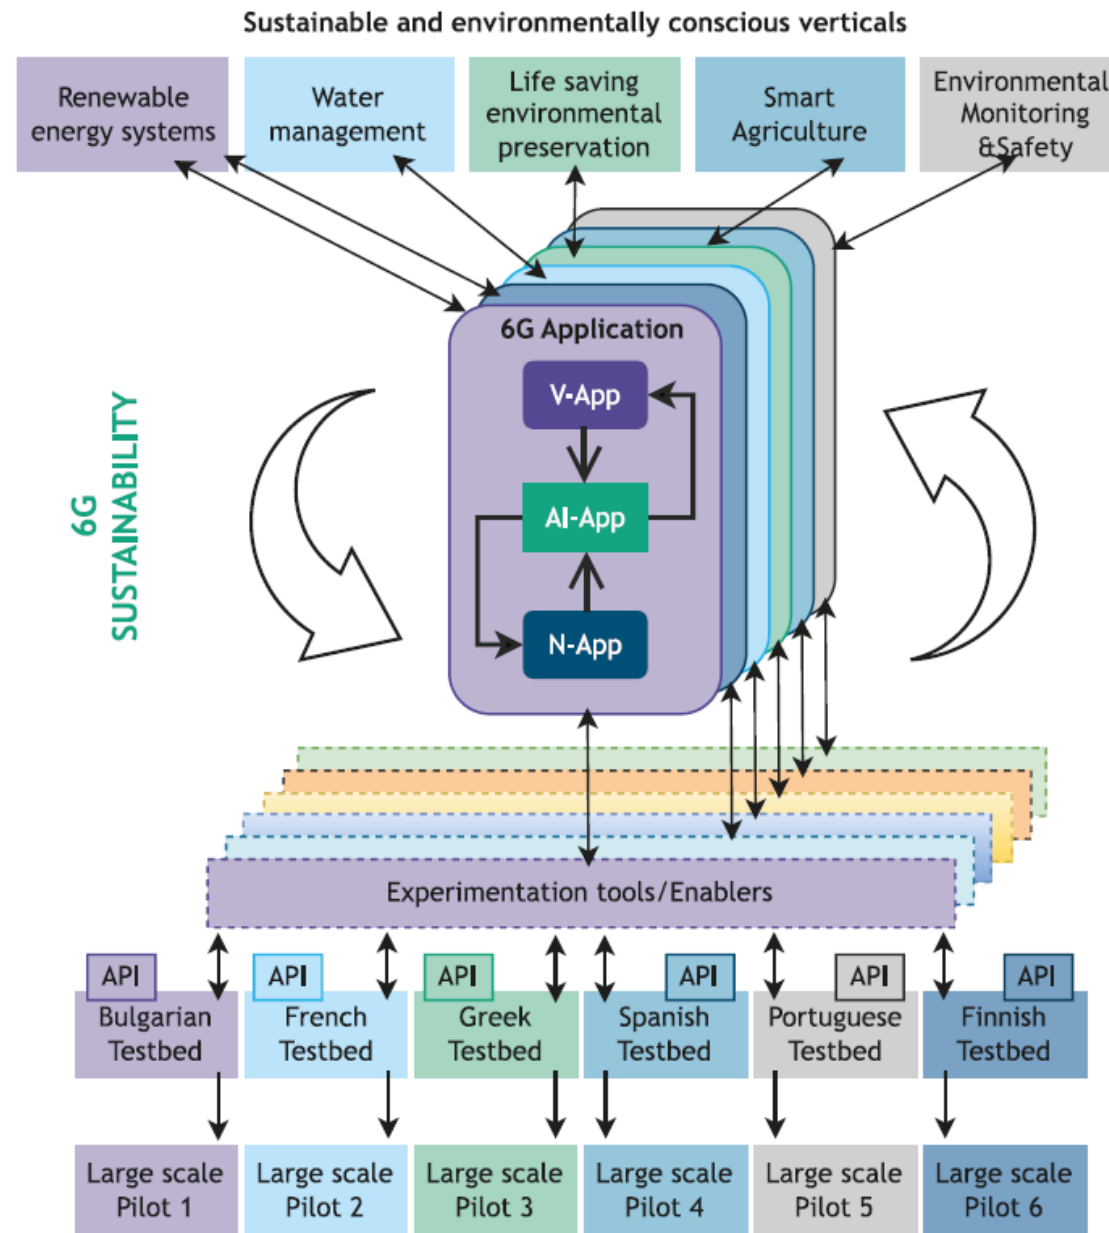 Sustainable and environmentally conscious verticals
Renewable
energy systems
Water
management
Life saving
environmental
preservation
Smart
Agriculture
Environmental
Monitoring
&Safety
6G
SUSTAINABILITY
6G Application
V-App
AI-App
N-App
Experimentation tools/Enablers
API
Bulgarian
Testbed
API
French
Testbed
API
Greek
Testbed
API
Spanish
Testbed
API
Portuguese
Testbed
API
Finnish
Testbed
Large scale
Pilot 1
Large scale
Pilot 2
Large scale
Pilot 3
Large scale
Pilot 4
Large scale
Pilot 5
Large scale
Pilot 6